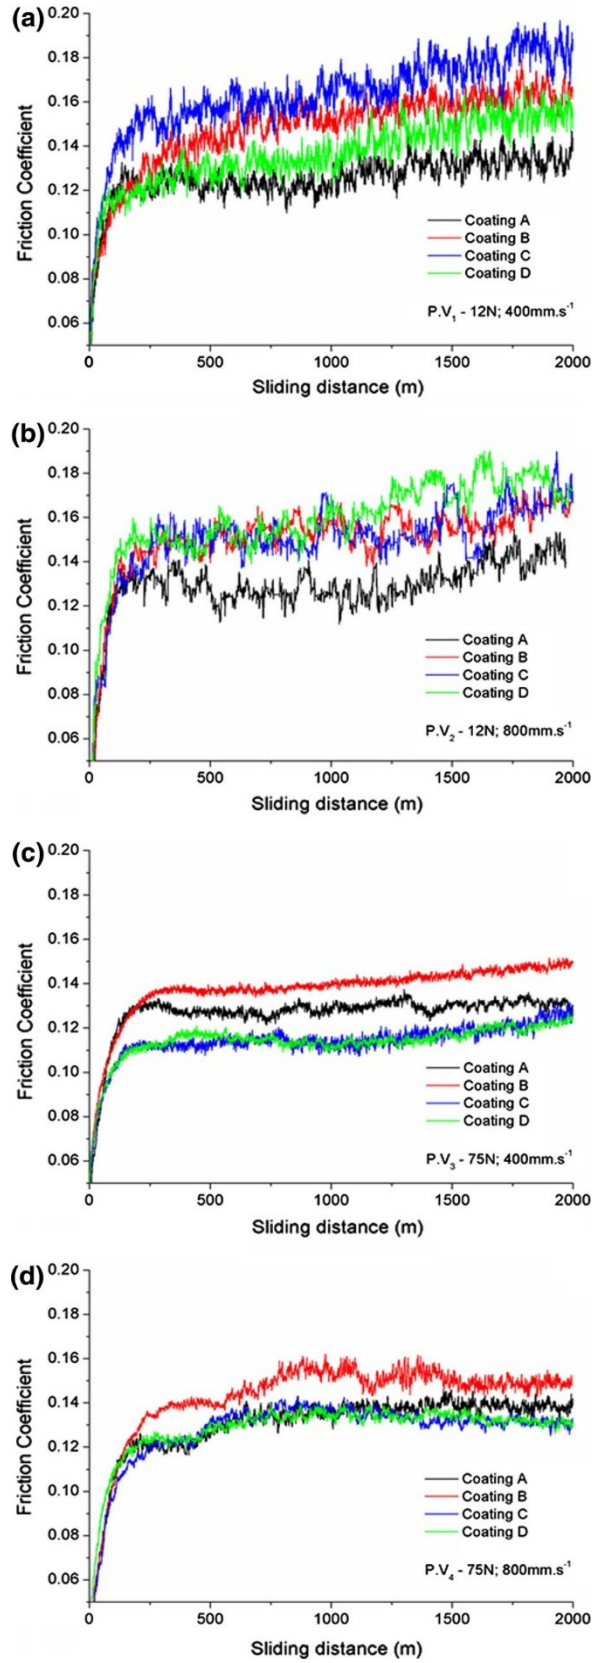 (a)
0.20
0.18
0.16
0.14
0.12
0.10
0.08
0.06
Friction Coefficient
Coating A
Coating B
Coating C
Coating D
P.V1 - 12N; 400mm.s-1
0 500 1000 1500 2000
Sliding distance (m)
(b)
0.20
0.18
0.16
0.14
0.12
0.10
0.08
0.06
Friction Coefficient
Coating A
Coating B
Coating C
Coating D
P.V2 - 12N; 800mm.s-1
0 500 1000 1500 2000
Sliding distance (m)
(c)
0.20
0.18
0.16
0.14
0.12
0.10
0.08
0.06
Friction Coefficient
Coating A
Coating B
Coating C
Coating D
P.V3 - 75N; 400mm.s-1
0 500 1000 1500 2000
Sliding distance (m)
(d)
0.20
0.18
0.16
0.14
0.12
0.10
0.08
0.06
Friction Coefficient
Coating A
Coating B
Coating C
Coating D
P.V4 - 75N; 800mm.s-1
0 500 1000 1500 2000
Sliding distance (m)